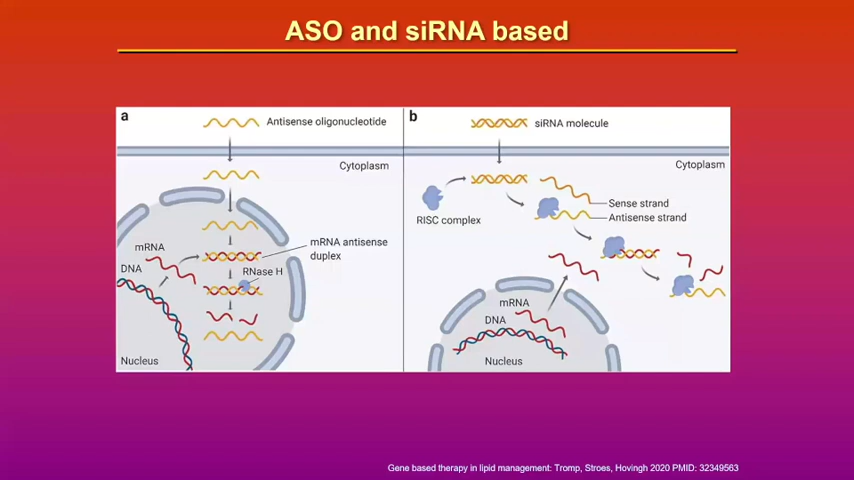 ASO and siRNA based
a
Antisense oligonucleotide
Cytoplasm
mRNA
mRNA antisense
duplex
DNA
RNase H
Nucleus
b
siRNA molecule
Cytoplasm
RISC complex
Sense strand
Antisense strand
mRNA
DNA
Nucleus
Gene based therapy in lipid management: Tromp, Stroes, Hovingh 2020 PMID: 32349563